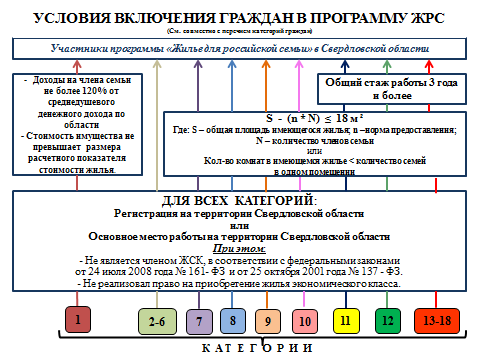 УСЛОВИЯ ВКЛЮЧЕНИЯ ГРАЖДАН В ПРОГРАММУ ЖРС
(См. совместно с перечнем категорий граждан)
Участники программы «Жилье для российской семьи» в Свердловской области
- Доходы на члена семьи
не более 120% от
среднедушевого
денежного дохода по
области
- Стоимость имущества не
превышает размера
расчетного показателя
стоимости жилья.
Общий стаж работы 3 года
и более
S - (n * N) ≤ 18 м²
Где: S – общая площадь имеющегося жилья; n –норма предоставления;
N – количество членов семьи
или
Кол-во комнат в имеющемся жилье < количество семей
в одном помещении
ДЛЯ ВСЕХ КАТЕГОРИЙ:
Регистрация на территории Свердловской области
или
Основное место работы на территории Свердловской области
При этом:
- Не является членом ЖСК, в соответствии с федеральными законами
от 24 июля 2008 года № 161- ФЗ и от 25 октября 2001 года № 137 - ФЗ.
- Не реализовал право на приобретение жилья экономического класса.
1 2-6 7 8 9 10 11 12 13-18
К А Т Е Г О Р И И